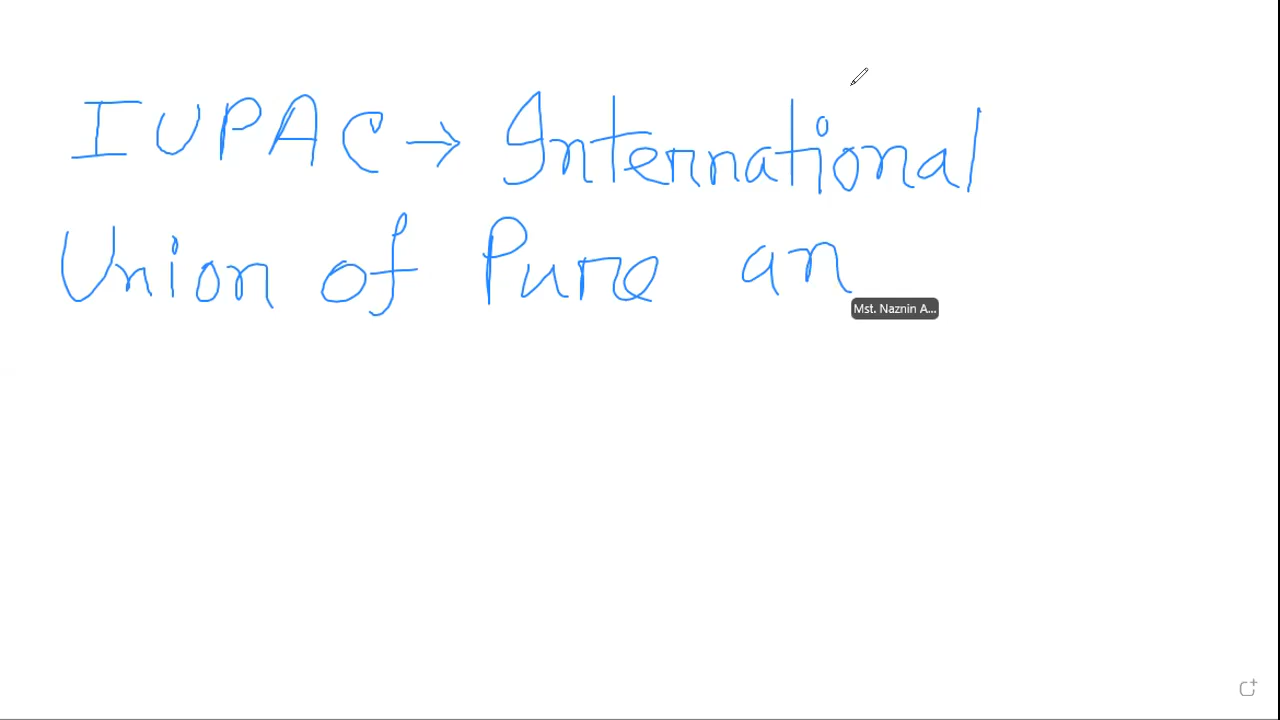 IUPAC → International
Union of Pure an
Mst. Naznin A...